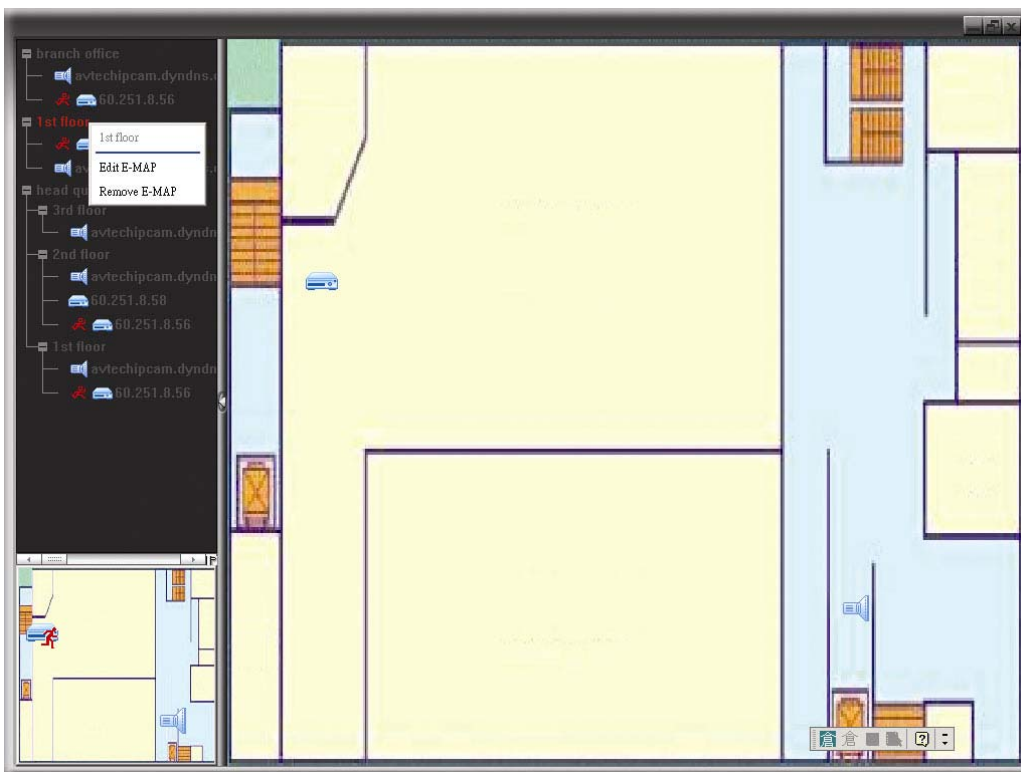 branch office
avtechipcam.dyndns.
60.251.8.56
1st floor
1st floor
Edit E-MAP
Remove E-MAP
head qu
3rd floor
avtechipcam.dyndn
2nd floor
avtechipcam.dyndn
60.251.8.58
60.251.8.56
1st floor
avtechipcam.dyndn
60.251.8.56
倉 倉